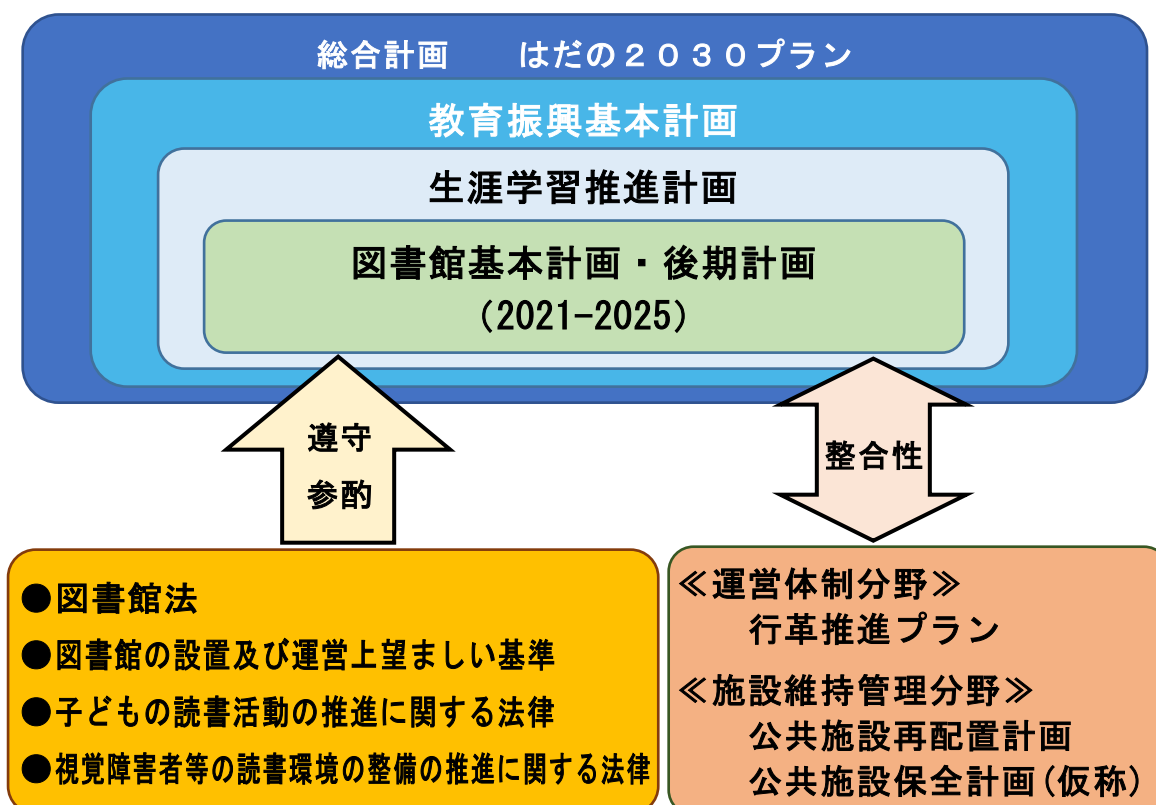 総合計画　　はだの２０３０プラン
教育振興基本計画
生涯学習推進計画
図書館基本計画・後期計画
（2021−2025）
遵守
参酌
整合性
●図書館法
●図書館の設置及び運営上望ましい基準
●子どもの読書活動の推進に関する法律
●視覚障害者等の読書環境の整備の推進に関する法律
≪運営体制分野≫
行革推進プラン
≪施設維持管理分野≫
公共施設再配置計画
公共施設保全計画(仮称)